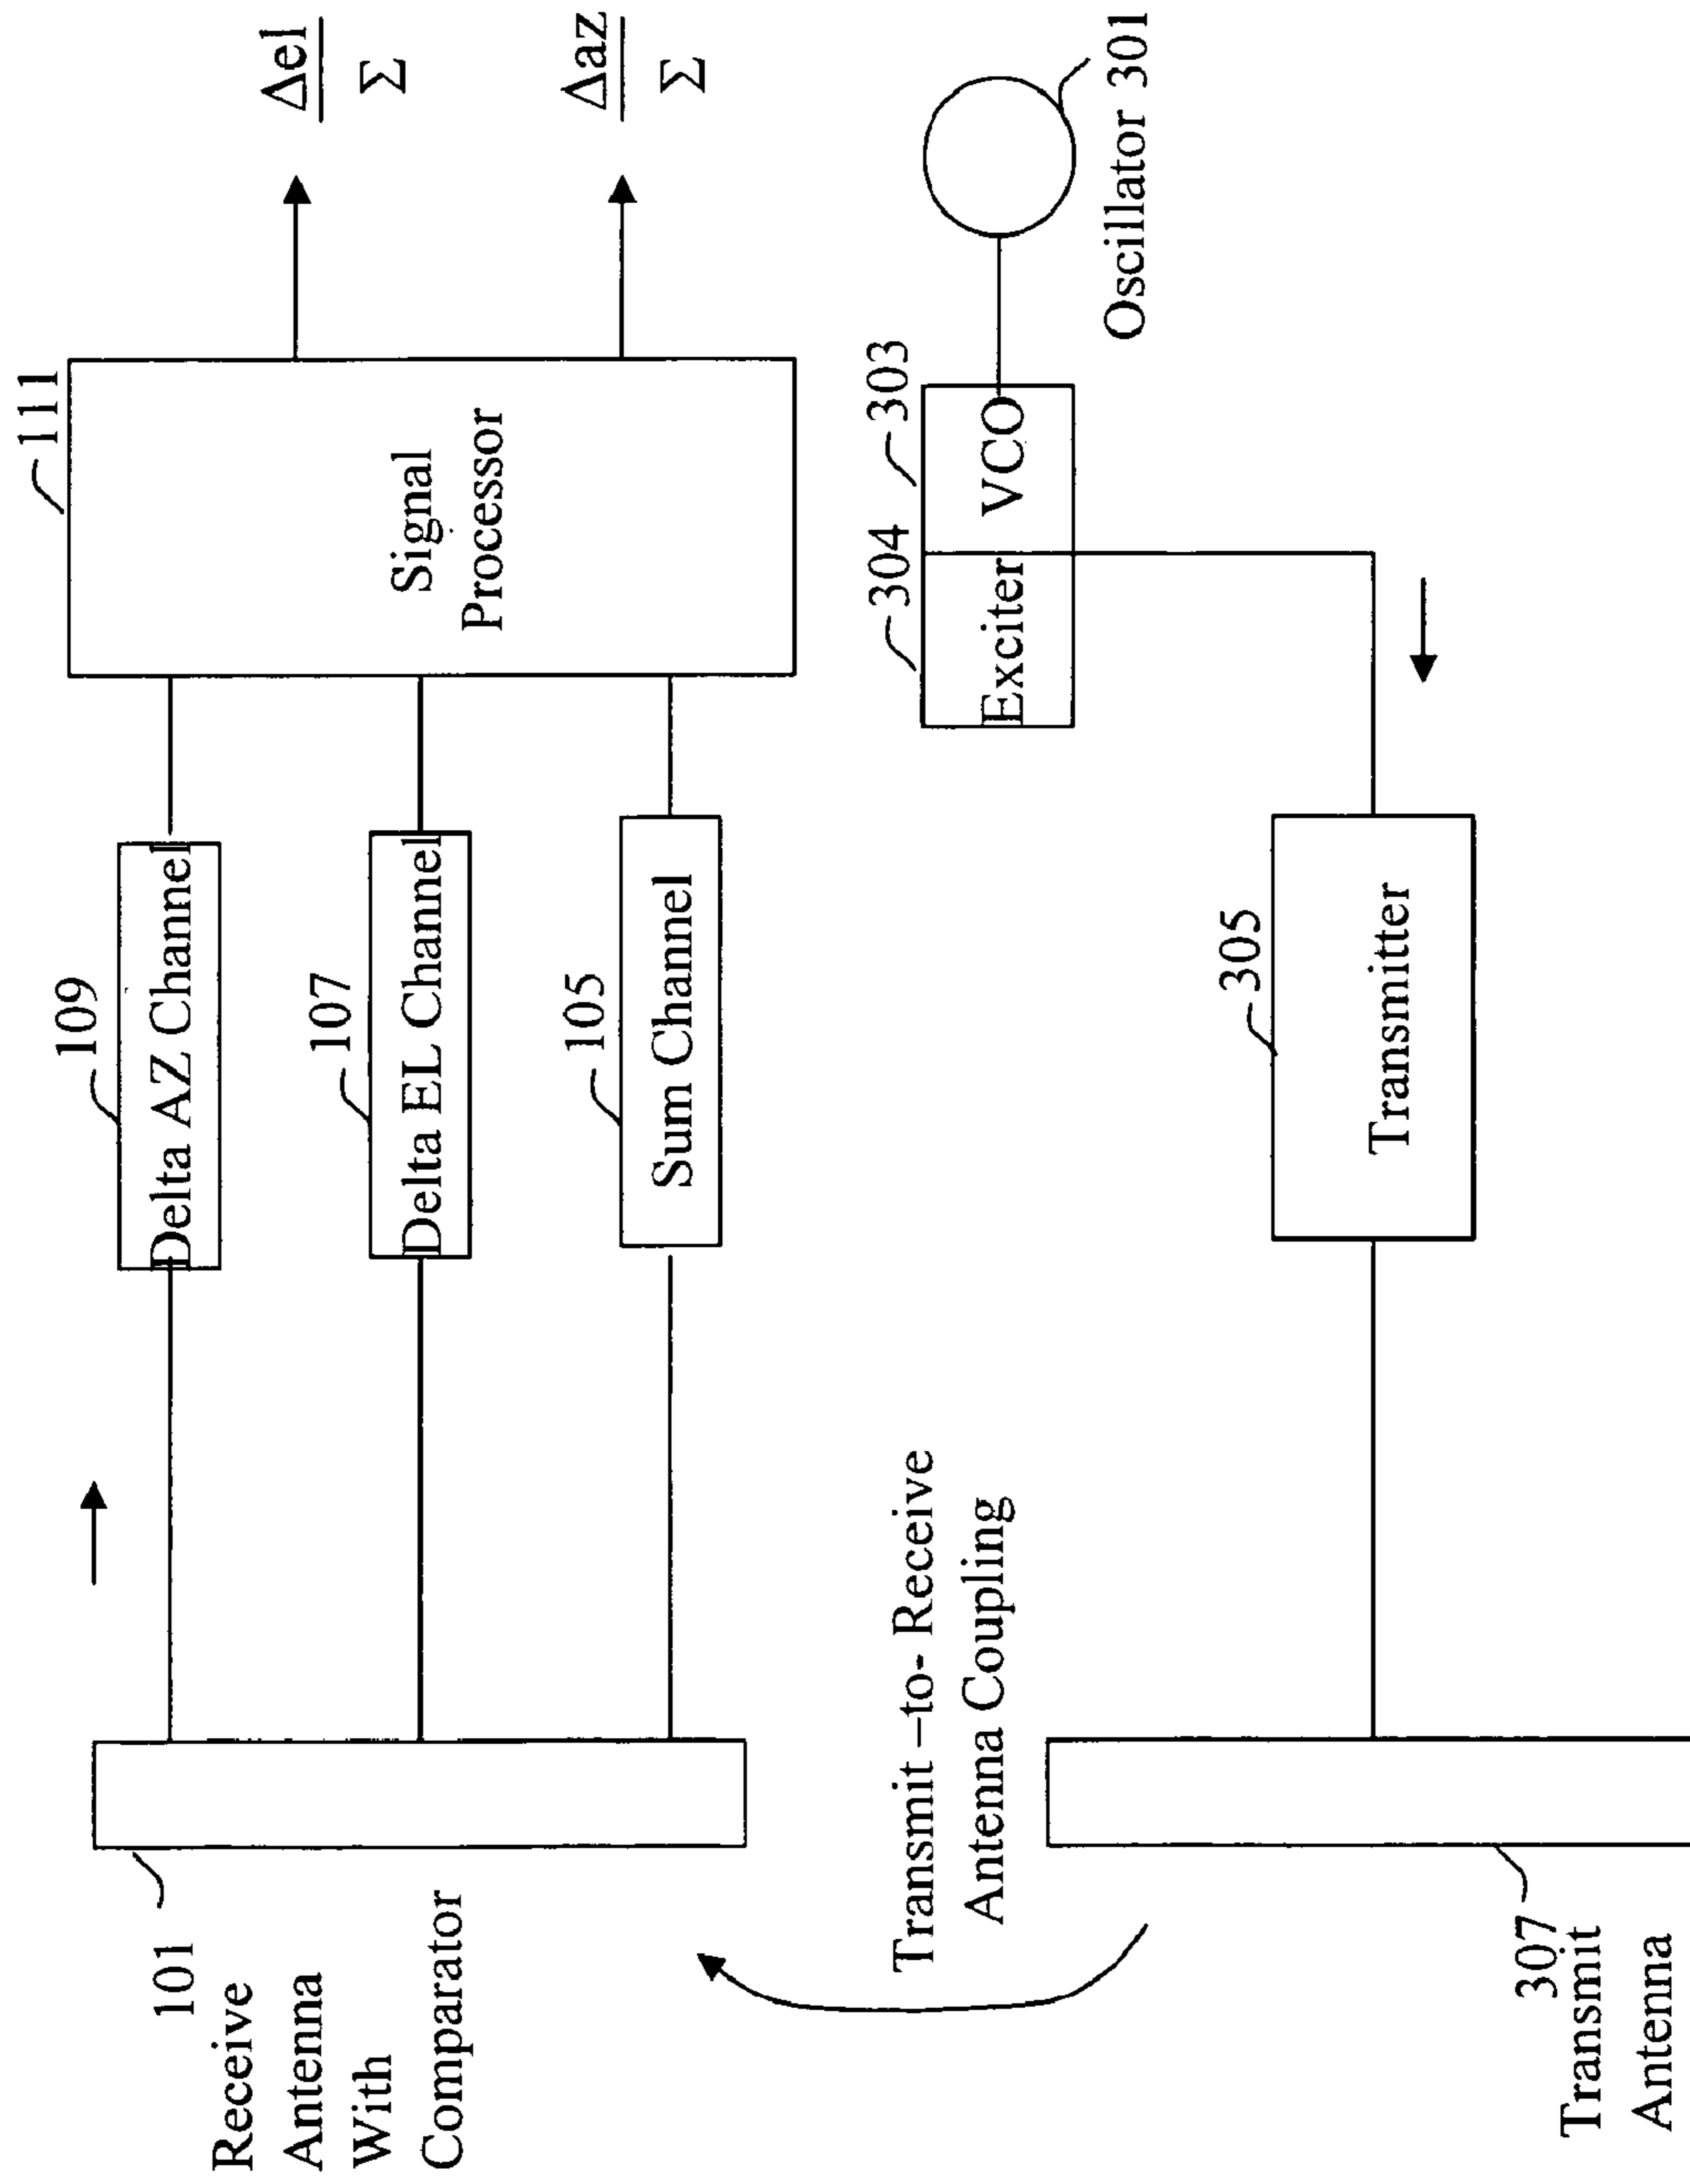 101
Receive
Antenna
With
Comparator
109
Delta AZ Channel
107
Delta EL Channel
105
Sum Channel
111
Signal
Processor
Δel
Σ
Δaz
Σ
Transmit –to- Receive
Antenna Coupling
304
303
Exciter
VCO
Oscillator 301
305
Transmitter
307
Transmit
Antenna